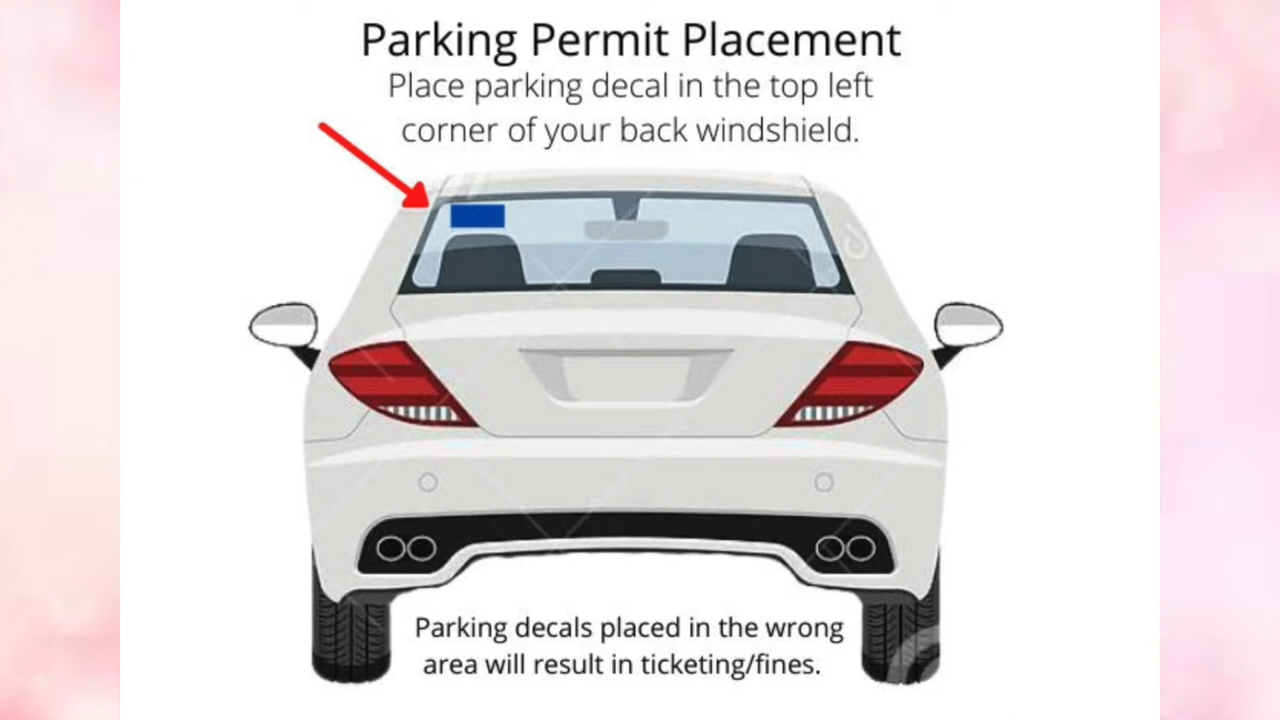 Parking Permit Placement
Place parking decal in the top left
corner of your back windshield.
Parking decals placed in the wrong
area will result in ticketing/fines.